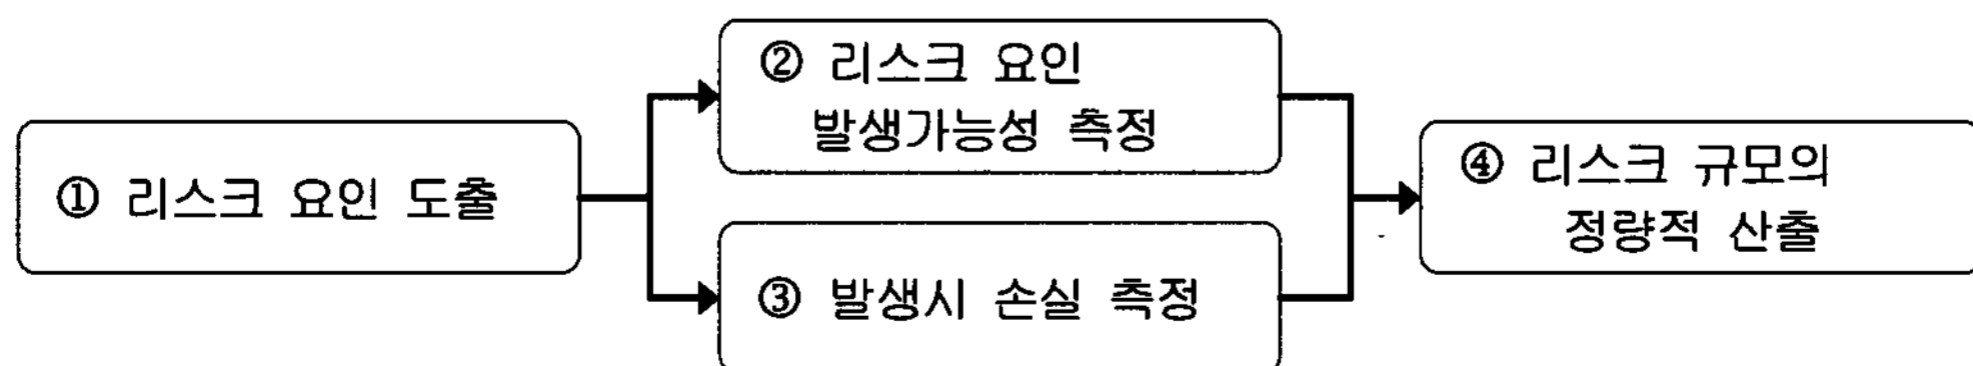 ① 리스크 요인 도출
② 리스크 요인
발생가능성 측정
③ 발생시 손실 측정
④ 리스크 규모의
정량적 산출